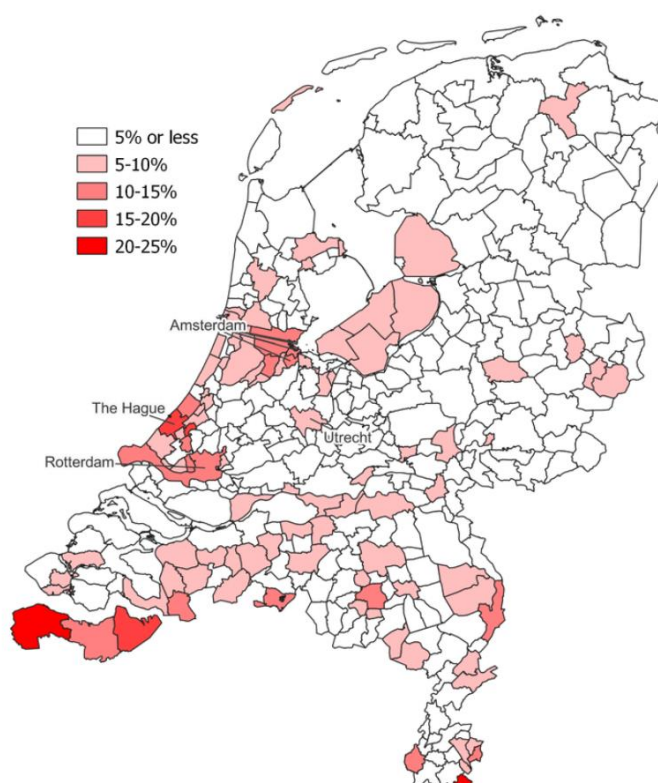 5% or less
5-10%
10-15%
15-20%
20-25%
Amsterdam
The Hague
Utrecht
Rotterdam